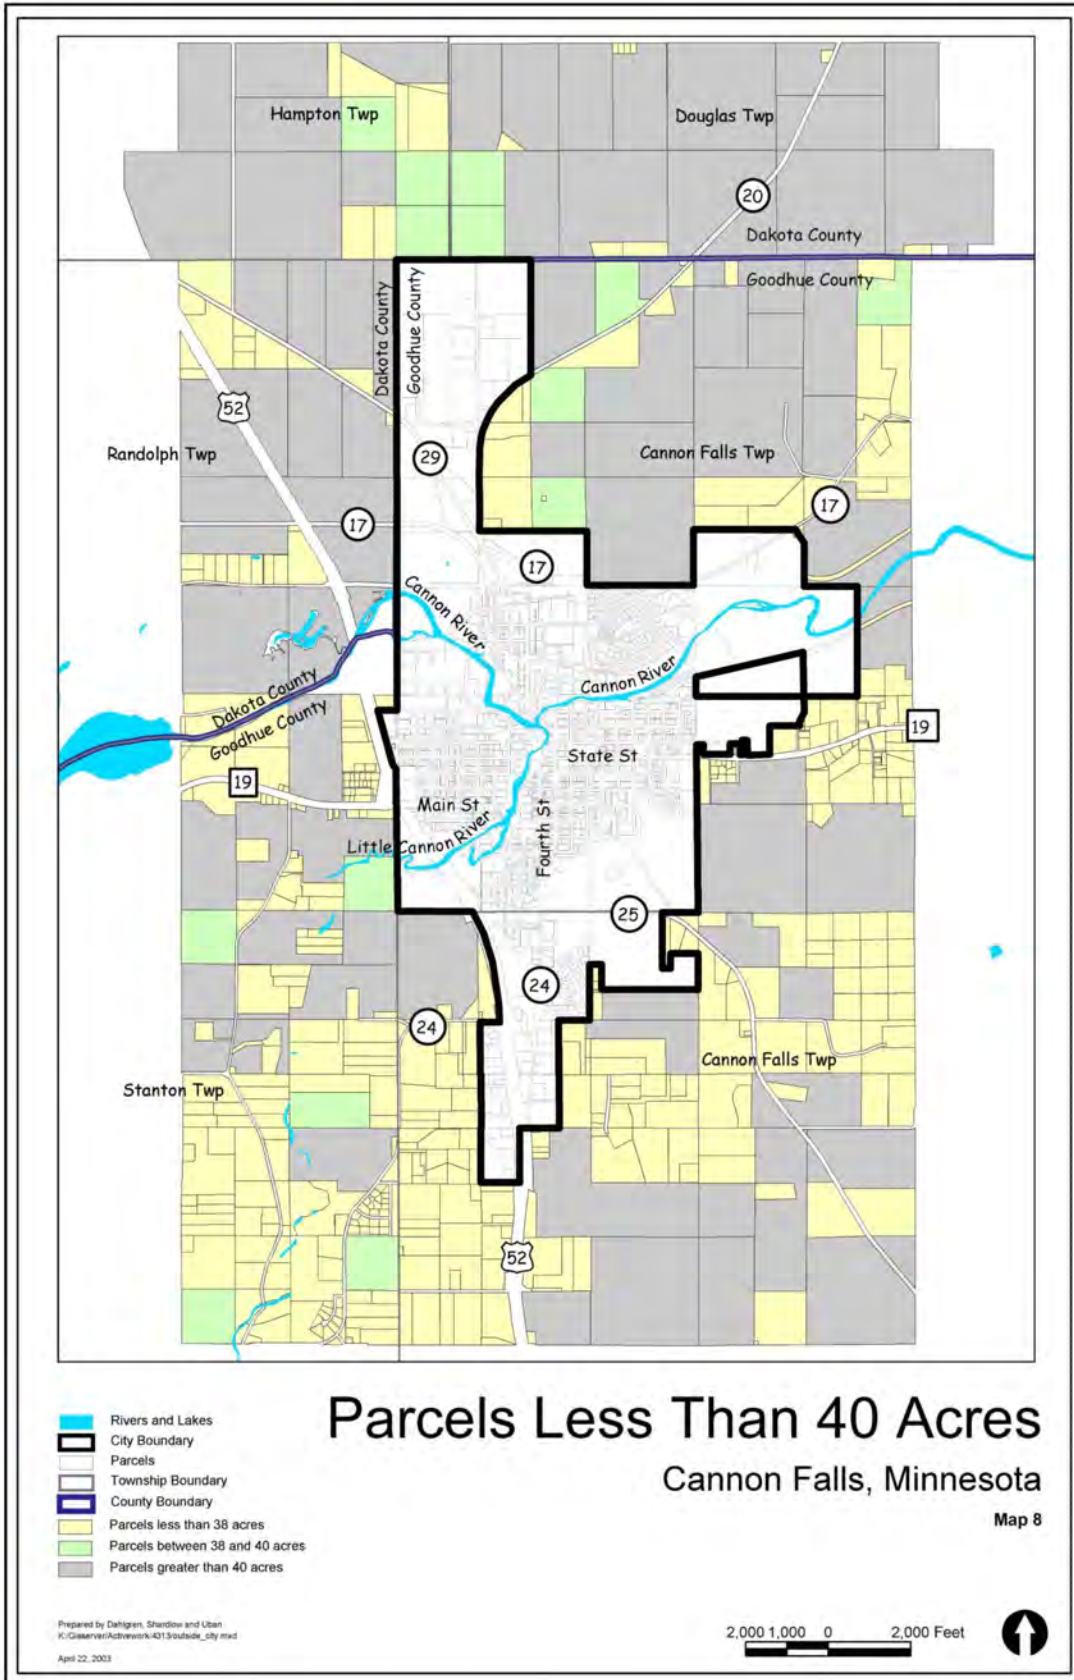 Hampton Twp
Douglas Twp
20
Dakota County
Goodhue County
Dakota County
Goodhue County
52
Randolph Twp
29
Cannon Falls Twp
17
17
17
Cannon River
Cannon River
Dakota County
Goodhue County
19
19
State St
Main St
Little Cannon River
Fourth St
25
24
24
Cannon Falls Twp
Stanton Twp
52
Parcels Less Than 40 Acres
Cannon Falls, Minnesota
Map 8
Rivers and Lakes
City Boundary
Parcels
Township Boundary
County Boundary
Parcels less than 38 acres
Parcels between 38 and 40 acres
Parcels greater than 40 acres
Prepared by Dahlgren, Shardlow and Uban
K:/Gisserver/Activework/4313/outside_city.mxd
April 22, 2003
2,000 1,000 0 2,000 Feet